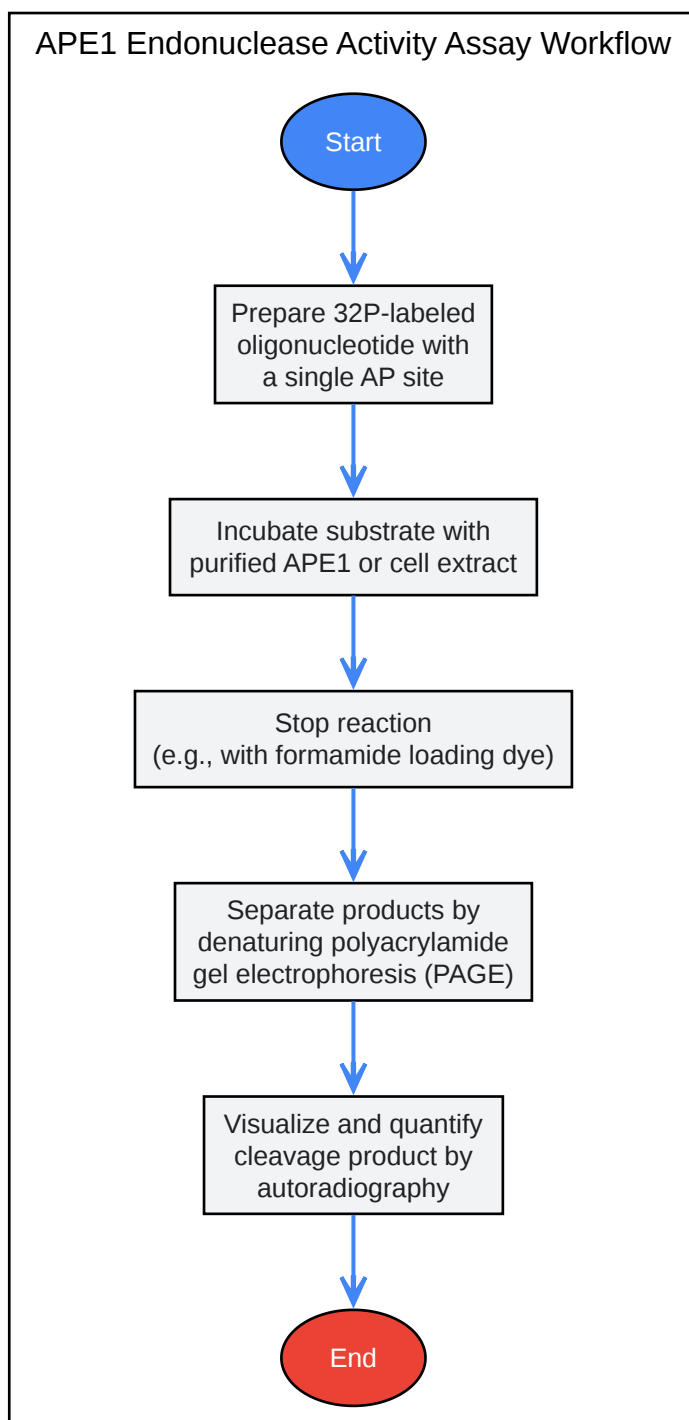 APE1 Endonuclease Activity Assay Workflow
Start
Prepare 32P-labeled
oligonucleotide with
a single AP site
Incubate substrate with
purified APE1 or cell extract
Stop reaction
(e.g., with formamide loading dye)
Separate products by
denaturing polyacrylamide
gel electrophoresis (PAGE)
Visualize and quantify
cleavage product by
autoradiography
End